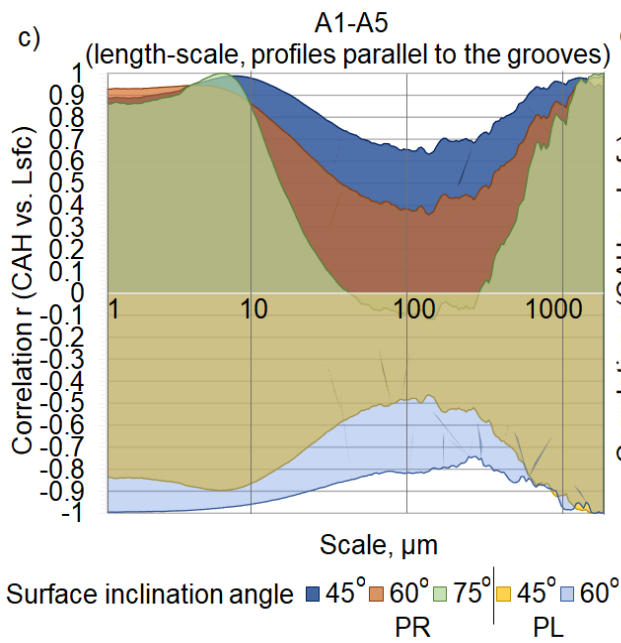 c)
A1-A5
(length-scale, profiles parallel to the grooves)
Correlation r (CAH vs. Lsfc)
1
0.9
0.8
0.7
0.6
0.5
0.4
0.3
0.2
0.1
0
-0.1
-0.2
-0.3
-0.4
-0.5
-0.6
-0.7
-0.8
-0.9
-1
1 10 100 1000
Scale, µm
Surface inclination angle 45° 60° 75° 45° 60°
PR PL